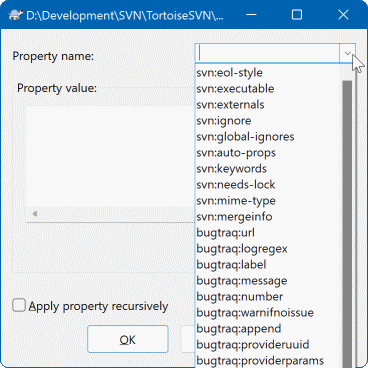 D:\Development\SVN\TortoiseSVN\...
Property name:
Property value:
svn:eol-style
svn:executable
svn:externals
svn:ignore
svn:global-ignores
svn:auto-props
svn:keywords
svn:needs-lock
svn:mime-type
svn:mergeinfo
bugtraq:url
bugtraq:logregex
bugtraq:label
bugtraq:message
bugtraq:number
bugtraq:warnifnoissue
bugtraq:append
bugtraq:provideruuid
bugtraq:providerparams
Apply property recursively
OK